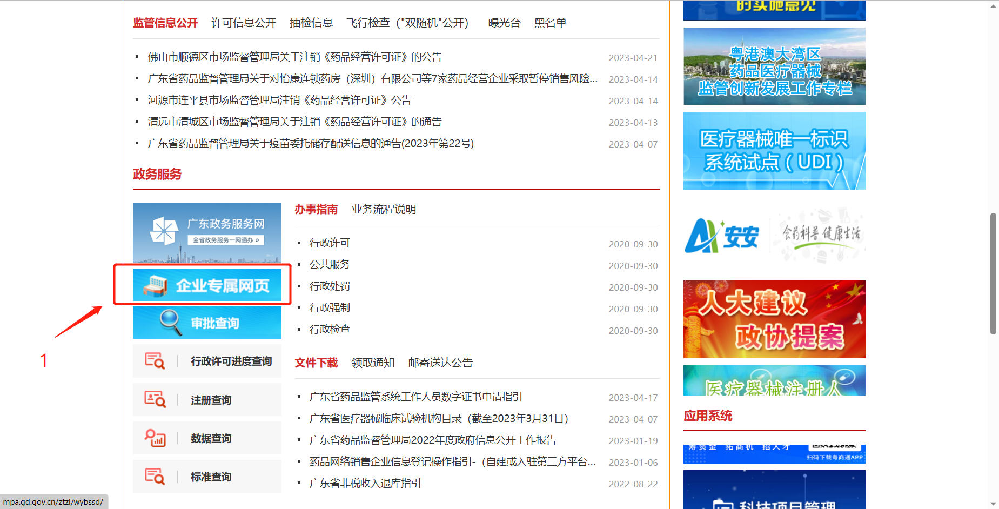 监管信息公开 许可信息公开 抽检信息 飞行检查（"双随机"公开） 曝光台 黑名单
佛山市顺德区市场监督管理局关于注销《药品经营许可证》的公告 2023-04-21
广东省药品监督管理局关于对怡康连锁药房（深圳）有限公司等7家药品经营企业采取暂停销售风险... 2023-04-14
河源市连平县市场监督管理局注销《药品经营许可证》公告 2023-04-14
清远市清城区市场监督管理局关于注销《药品经营许可证》的通告 2023-04-13
广东省药品监督管理局关于疫苗委托储存配送信息的通告(2023年第22号) 2023-04-07
政务服务
广东政务服务网
全省政务服务一网通办 »
企业专属网页
审批查询
1
行政许可进度查询
注册查询
数据查询
标准查询
办事指南 业务流程说明
行政许可 2020-09-30
公共服务 2020-09-30
行政处罚 2020-09-30
行政强制 2020-09-30
行政检查 2020-09-30
文件下载 领取通知 邮寄送达公告
广东省药品监管系统工作人员数字证书申请指引 2023-04-17
广东省医疗器械临床试验机构目录（截至2023年3月31日） 2023-04-07
广东省药品监督管理局2022年度政府信息公开工作报告 2023-01-19
药品网络销售企业信息登记操作指引-（自建或入驻第三方平台... 2023-01-06
广东省非税收入退库指引 2022-08-22
的实施意见
粤港澳大湾区
药品医疗器械
监管创新发展工作专栏
医疗器械唯一标识
系统试点（UDI）
安安
食药科普 健康生活
人大建议
政协提案
医疗器械注册人
应用系统
筹资金 拓商机 招人才
扫码下载粤商通APP
科技项目管理
mpa.gd.gov.cn/ztzl/wybssd/